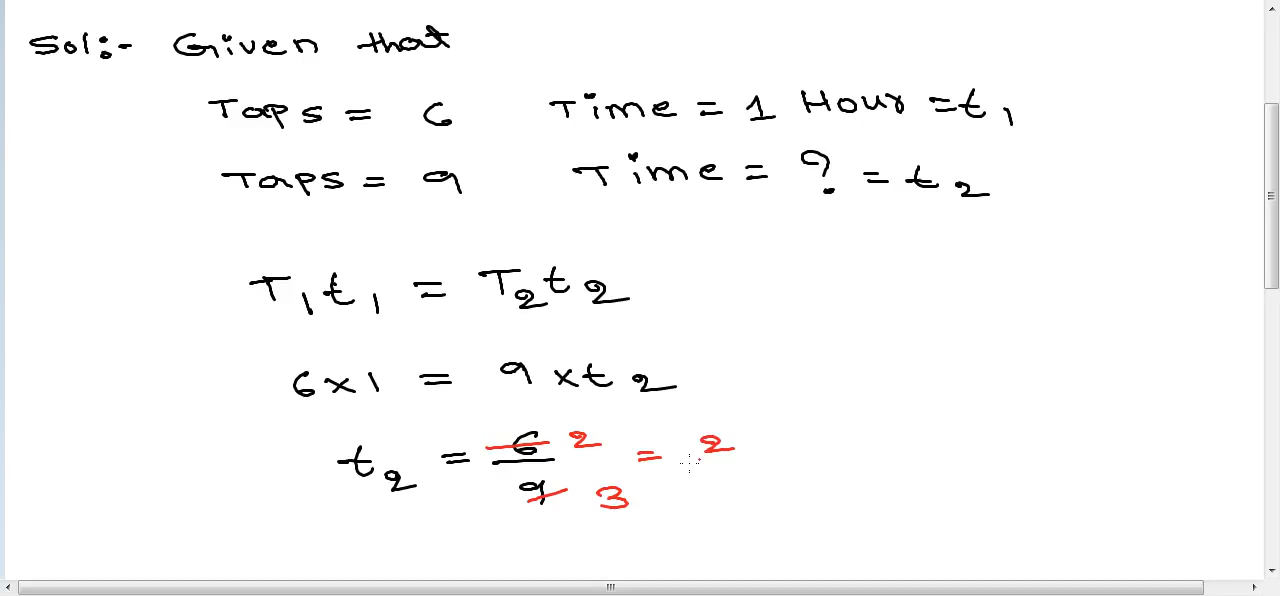 Sol:- Given that
Taps = 6 Time = 1 Hour = t1
Taps = 9 Time = ? = t2
T1t1 = T2t2
6x1 = 9xt2
t2 = 6/9 2/3 = 2